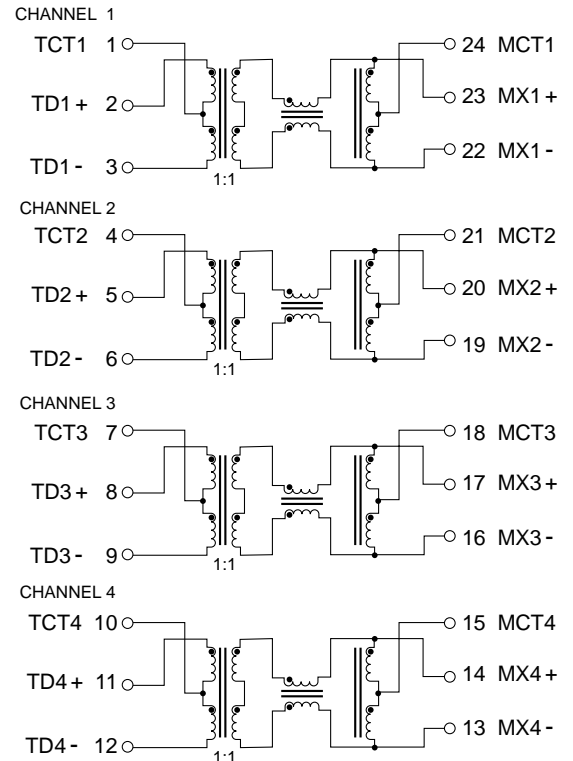 CHANNEL 1
TCT1 1 24 MCT1
TD1+ 2 23 MX1+
TD1- 3 22 MX1-
1:1
CHANNEL 2
TCT2 4 21 MCT2
TD2+ 5 20 MX2+
TD2- 6 19 MX2-
1:1
CHANNEL 3
TCT3 7 18 MCT3
TD3+ 8 17 MX3+
TD3- 9 16 MX3-
1:1
CHANNEL 4
TCT4 10 15 MCT4
TD4+ 11 14 MX4+
TD4- 12 13 MX4-
1:1